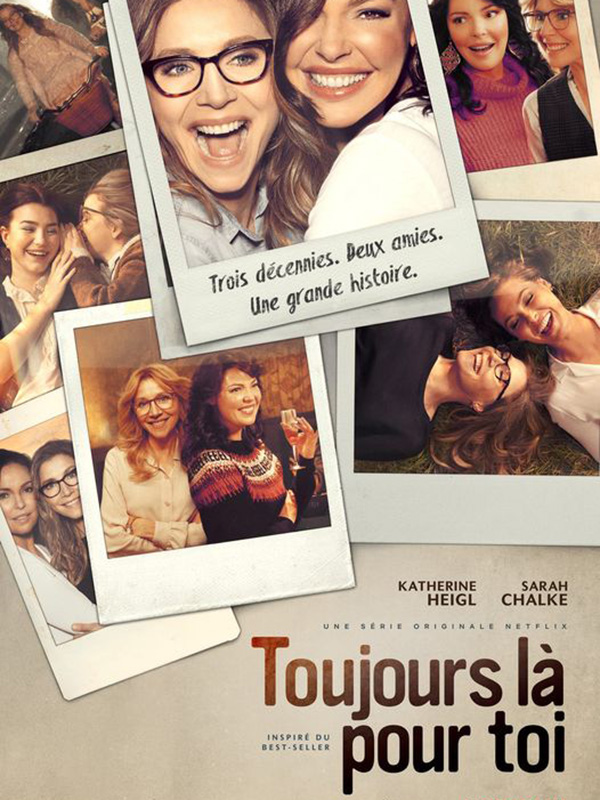 Trois décennies. Deux amies.
Une grande histoire.
KATHERINE HEIGL
SARAH CHALKE
UNE SÉRIE ORIGINALE NETFLIX
Toujours là
pour toi
INSPIRÉ DU
BEST-SELLER